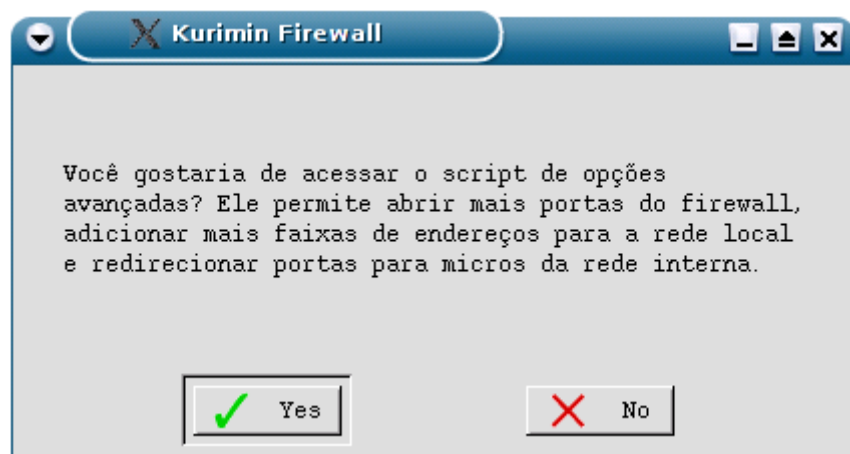 Kurimin Firewall
Você gostaria de acessar o script de opções
avançadas? Ele permite abrir mais portas do firewall,
adicionar mais faixas de endereços para a rede local
e redirecionar portas para micros da rede interna.
Yes
No